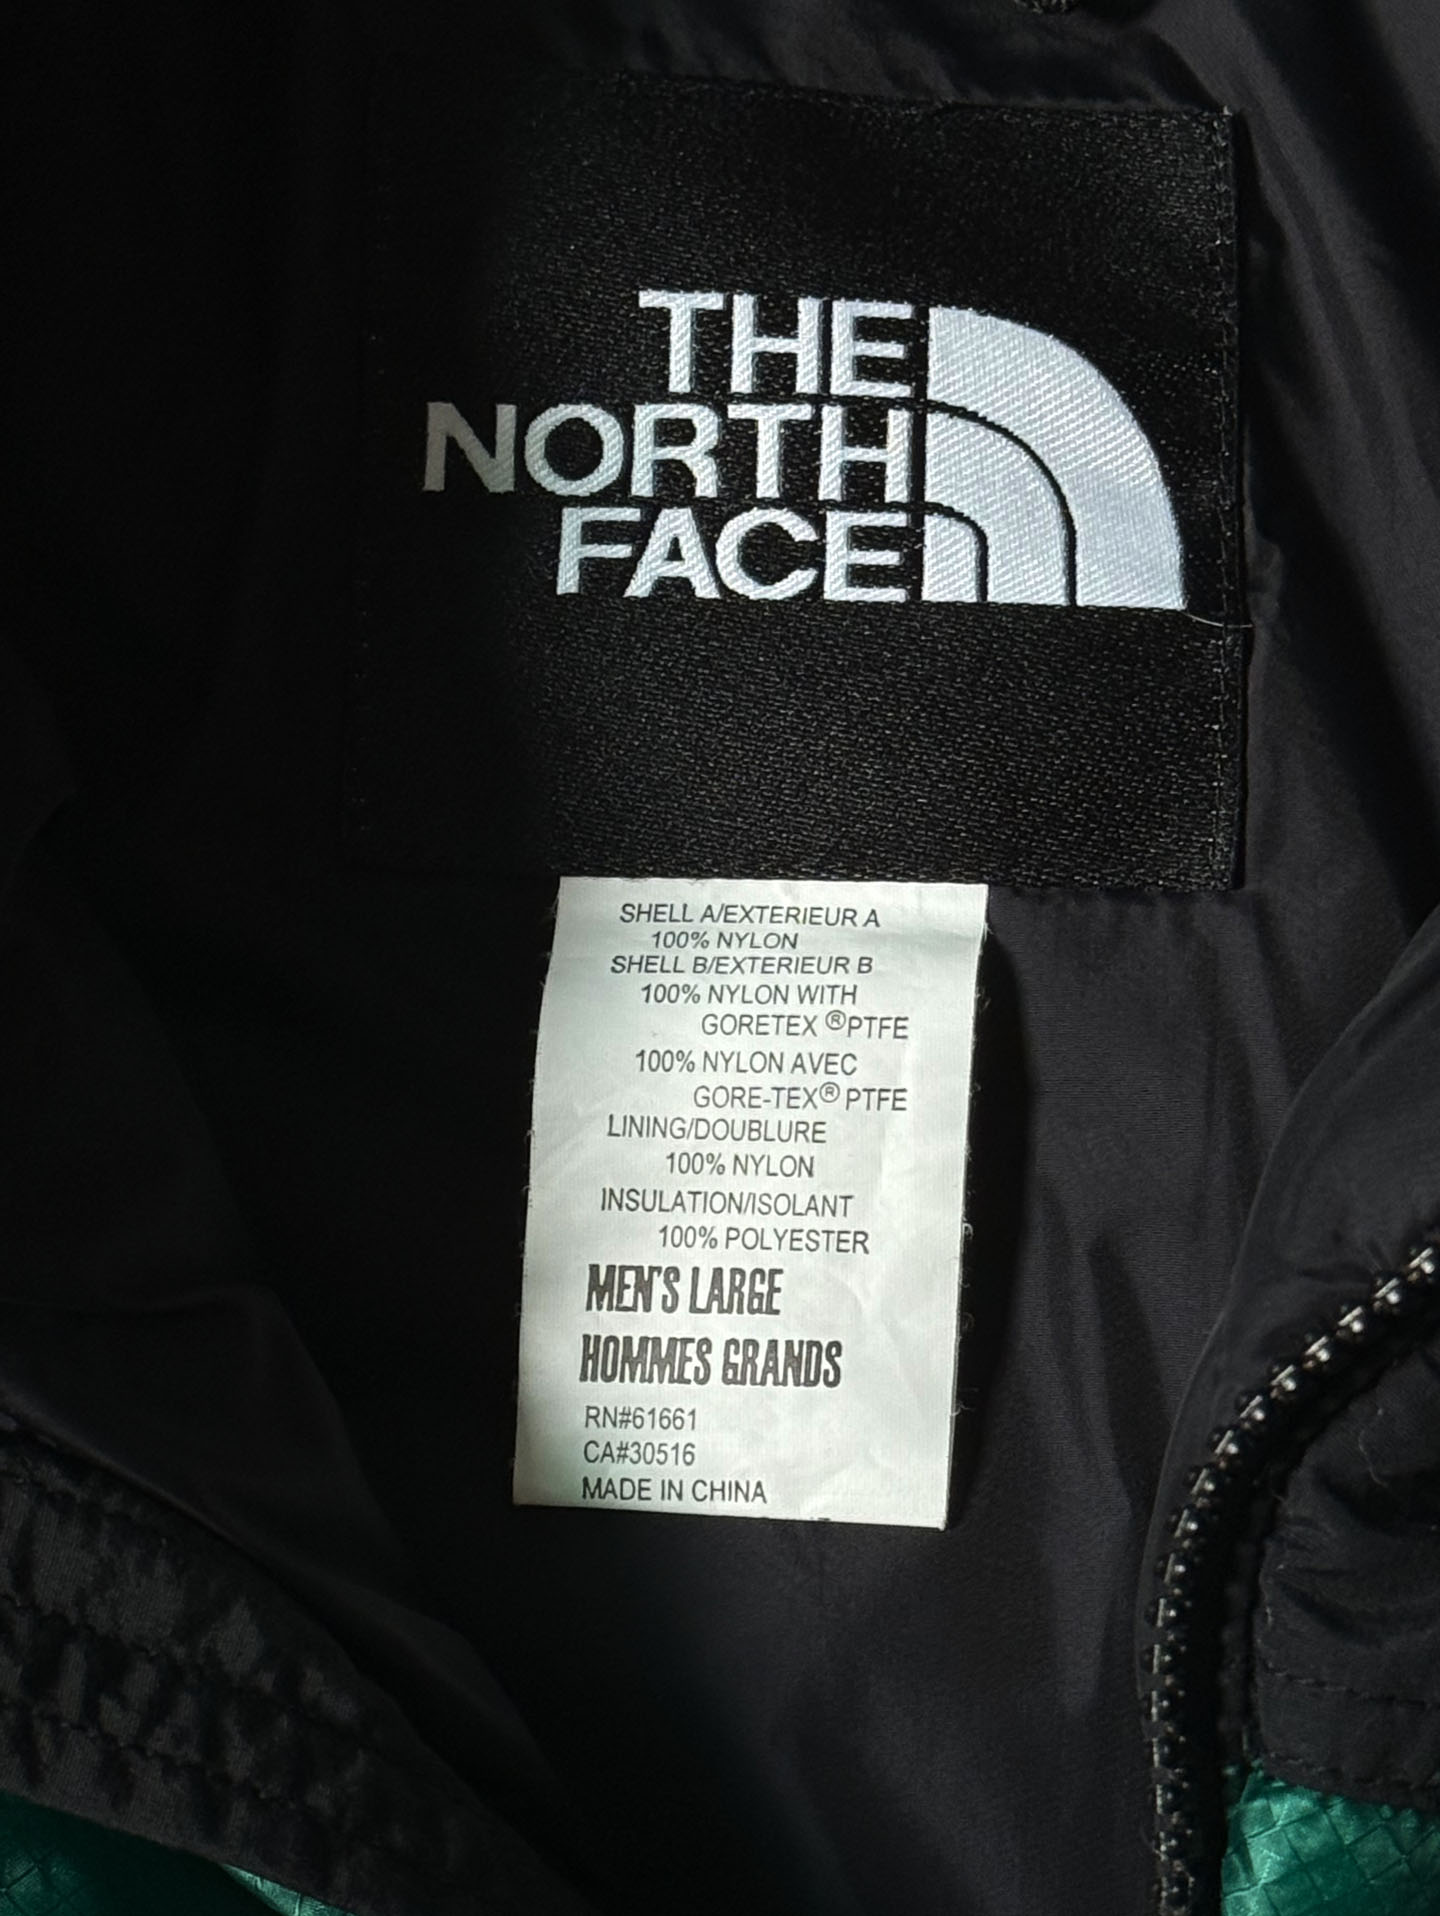 THE
NORTH
FACE
SHELL A/EXTERIEUR A
100% NYLON
SHELL B/EXTERIEUR B
100% NYLON WITH
GORETEX ®PTFE
100% NYLON AVEC
GORE-TEX® PTFE
LINING/DOUBLURE
100% NYLON
INSULATION/ISOLANT
100% POLYESTER
MEN'S LARGE
HOMMES GRANDS
RN#61661
CA#30516
MADE IN CHINA